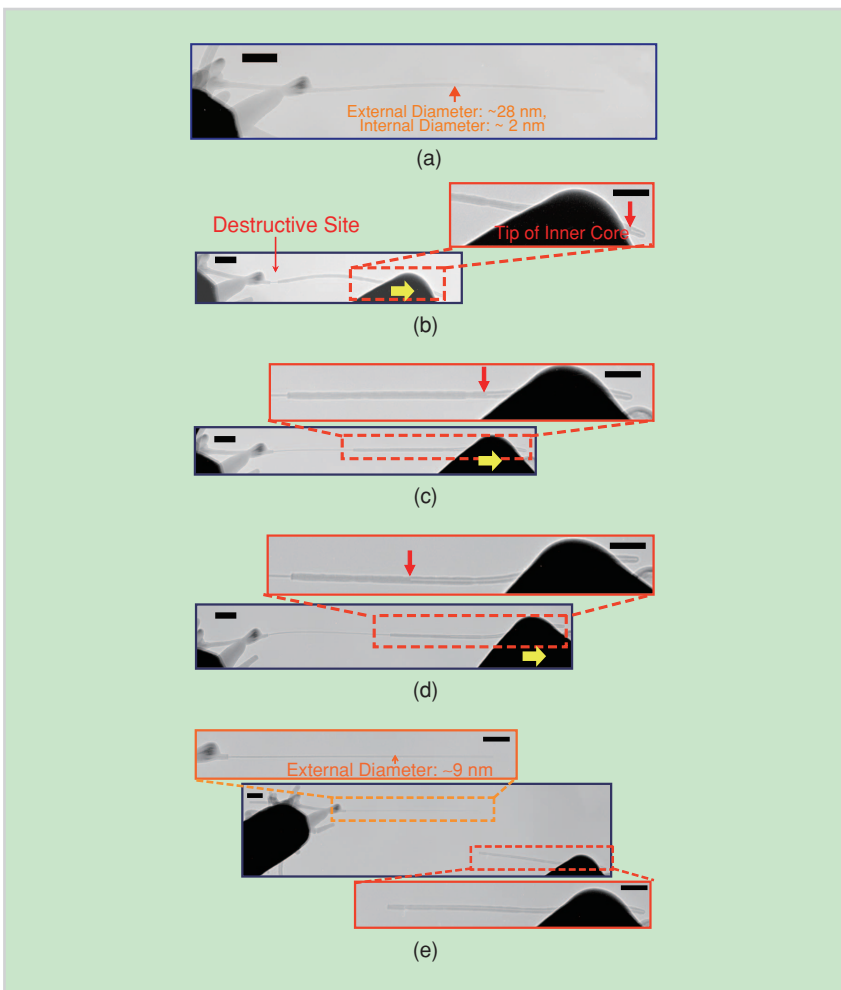 External Diameter: ~28 nm,
Internal Diameter: ~ 2 nm
(a)
Destructive Site
Tip of Inner Core
(b)
(c)
(d)
External Diameter: ~9 nm
(e)